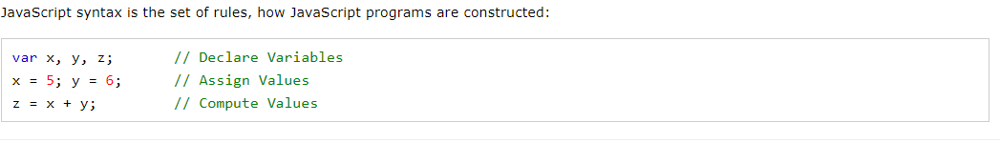 JavaScript syntax is the set of rules, how JavaScript programs are constructed:
var x, y, z;       // Declare Variables
x = 5; y = 6;      // Assign Values
z = x + y;         // Compute Values